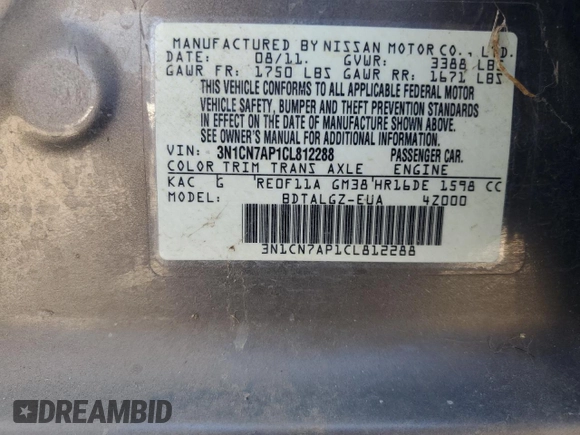 MANUFACTURED BY NISSAN MOTOR CO., LTD.
DATE: 08/11. GVWR: 3388 LBS
GAWR FR: 1750 LBS GAWR RR: 1671 LBS
THIS VEHICLE CONFORMS TO ALL APPLICABLE FEDERAL MOTOR
VEHICLE SAFETY, BUMPER AND THEFT PREVENTION STANDARDS
IN EFFECT ON THE DATE OF MANUFACTURE SHOWN ABOVE.
SEE OWNER'S MANUAL FOR ADDITIONAL INFORMATION.
VIN: 3N1CN7AP1CL812288 PASSENGER CAR.
COLOR TRIM TRANS AXLE ENGINE
KAC G RE0F11A GM38 HR16DE 1598 CC
MODEL: BDTALGZ-EUA 4Z000
3N1CN7AP1CL812288
DREAMBID